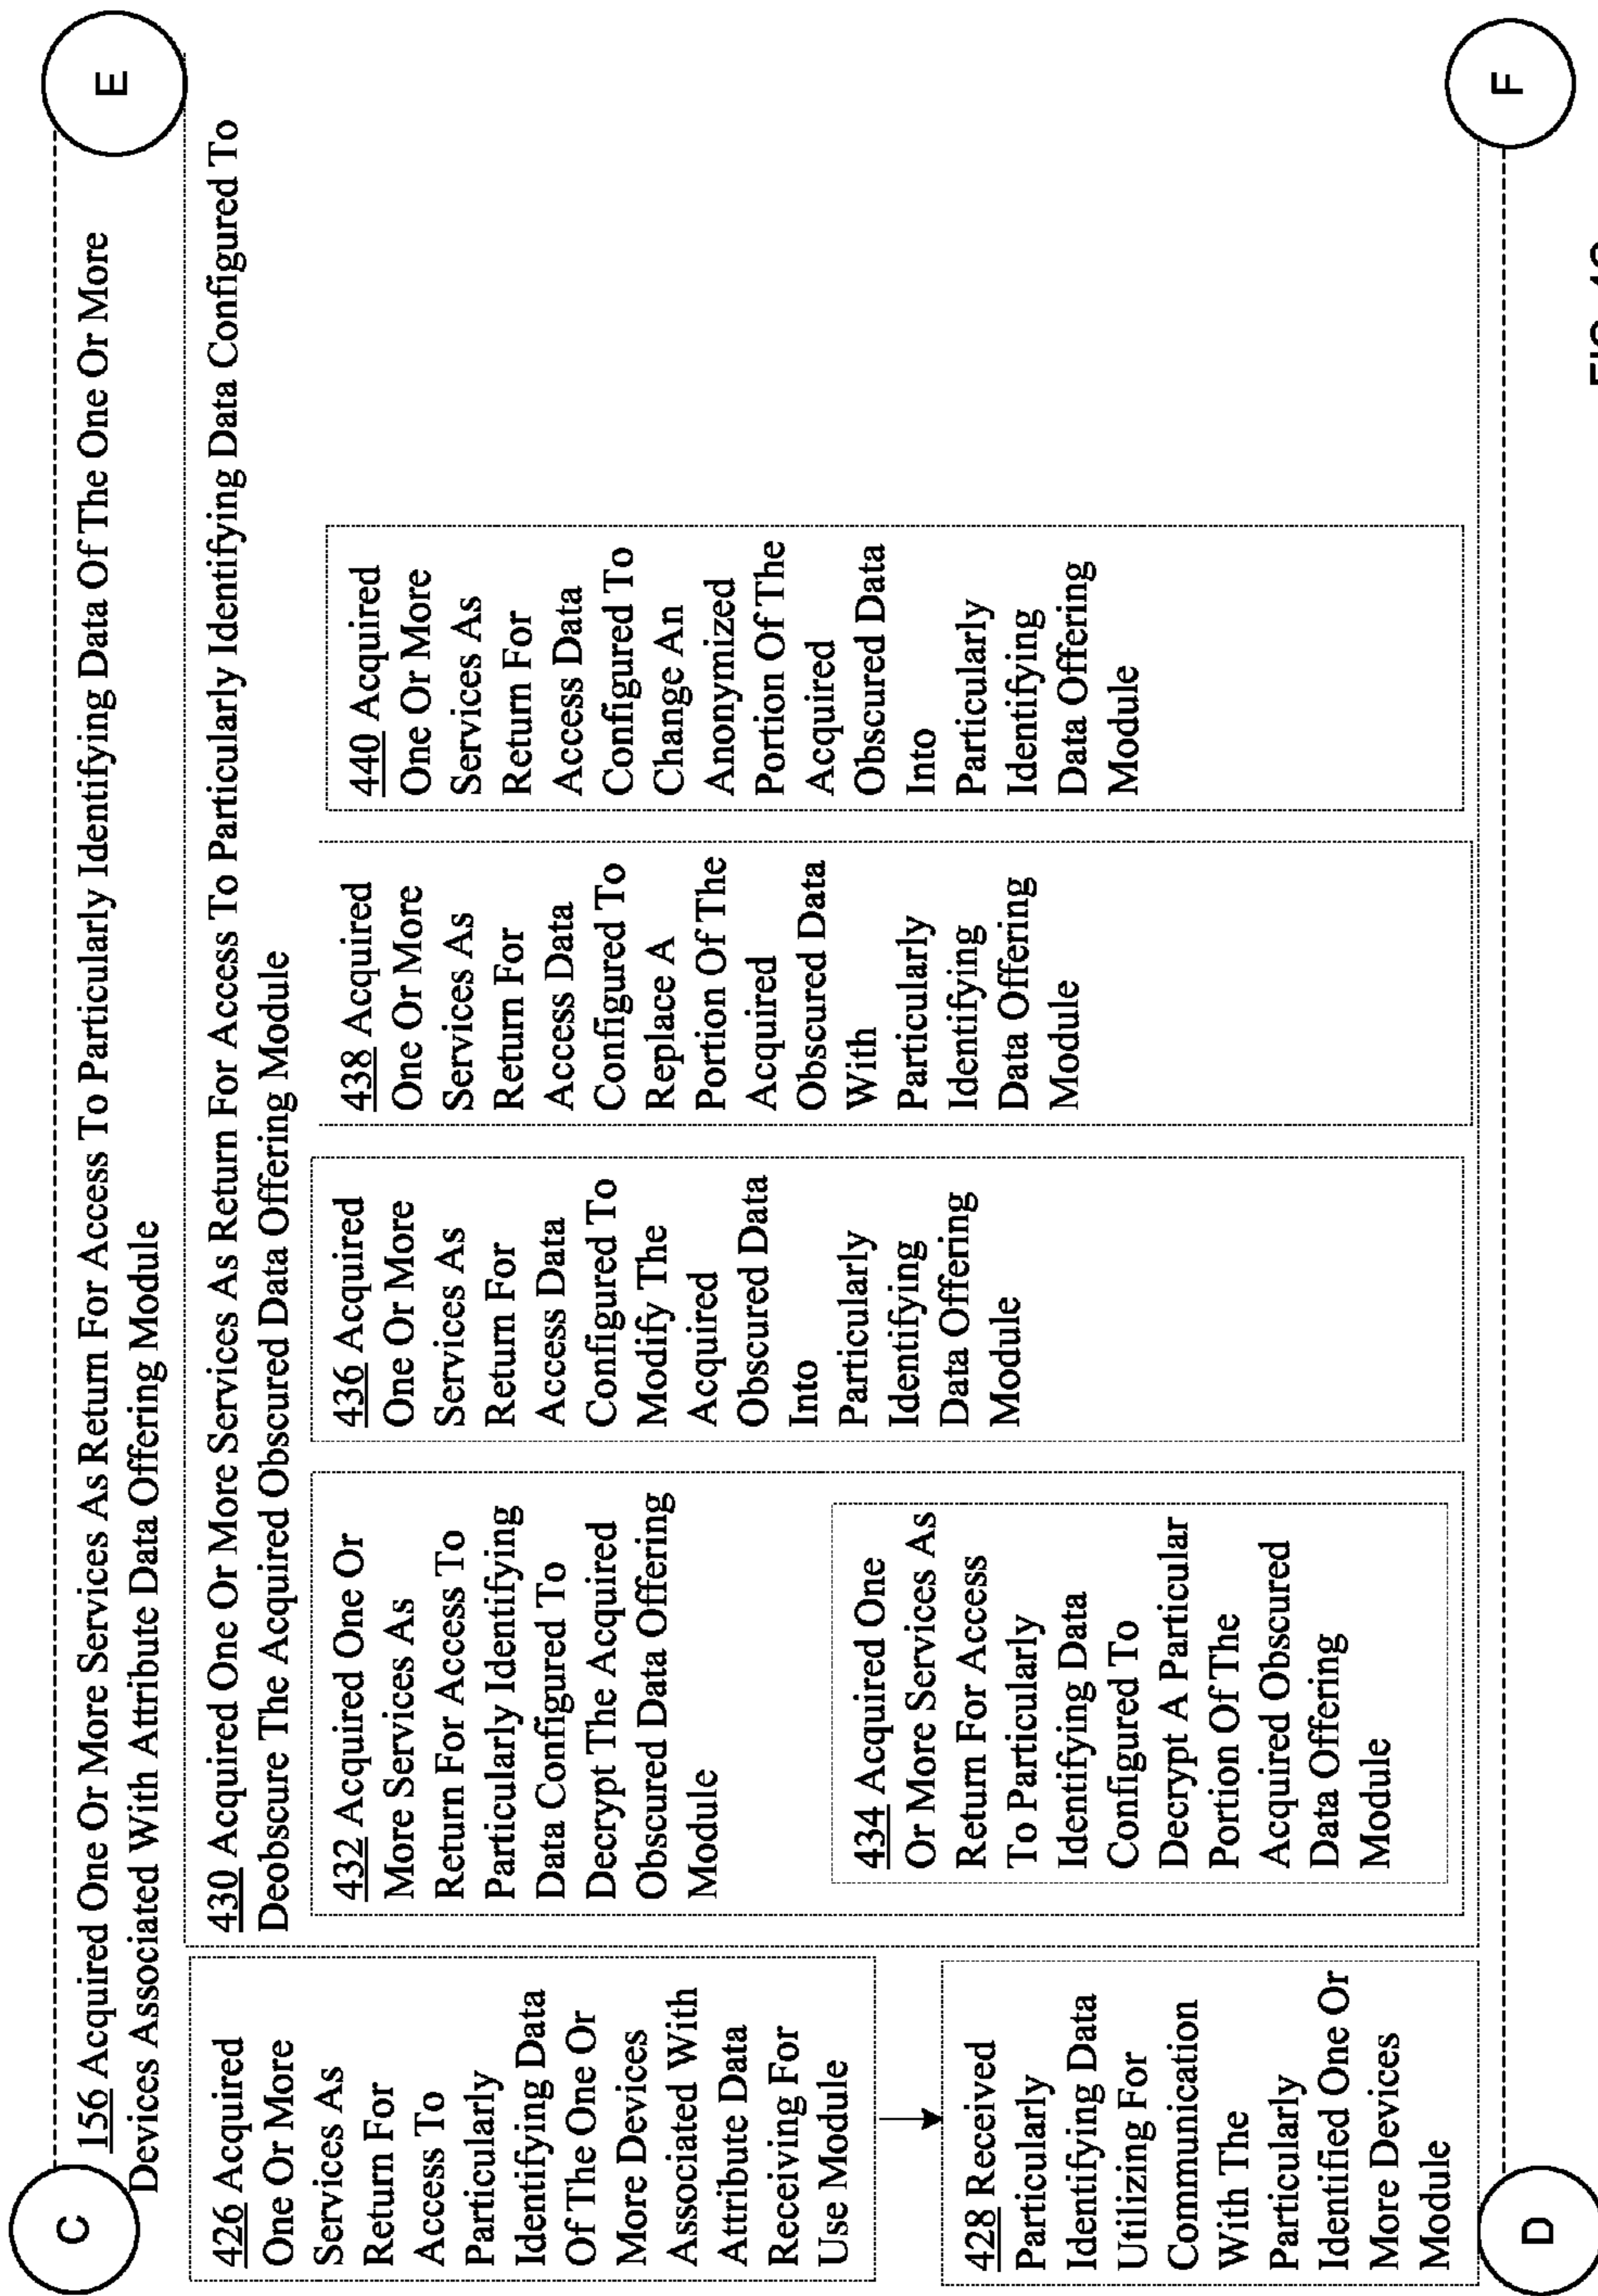 C
E
156 Acquired One Or More Services As Return For Access To Particularly Identifying Data Of The One Or More
Devices Associated With Attribute Data Offering Module
426 Acquired
One Or More
Services As
Return For
Access To
Particularly
Identifying Data
Of The One Or
More Devices
Associated With
Attribute Data
Receiving For
Use Module
428 Received
Particularly
Identifying Data
Utilizing For
Communication
With The
Particularly
Identified One Or
More Devices
Module
430 Acquired One Or More Services As Return For Access To Particularly Identifying Data Configured To
Deobscure The Acquired Obscured Data Offering Module
432 Acquired One Or
More Services As
Return For Access To
Particularly Identifying
Data Configured To
Decrypt The Acquired
Obscured Data Offering
Module
434 Acquired One
Or More Services As
Return For Access
To Particularly
Identifying Data
Configured To
Decrypt A Particular
Portion Of The
Acquired Obscured
Data Offering
Module
436 Acquired
One Or More
Services As
Return For
Access Data
Configured To
Modify The
Acquired
Obscured Data
Into
Particularly
Identifying
Data Offering
Module
438 Acquired
One Or More
Services As
Return For
Access Data
Configured To
Replace A
Portion Of The
Acquired
Obscured Data
With
Particularly
Identifying
Data Offering
Module
440 Acquired
One Or More
Services As
Return For
Access Data
Configured To
Change An
Anonymized
Portion Of The
Acquired
Obscured Data
Into
Particularly
Identifying
Data Offering
Module
D
F